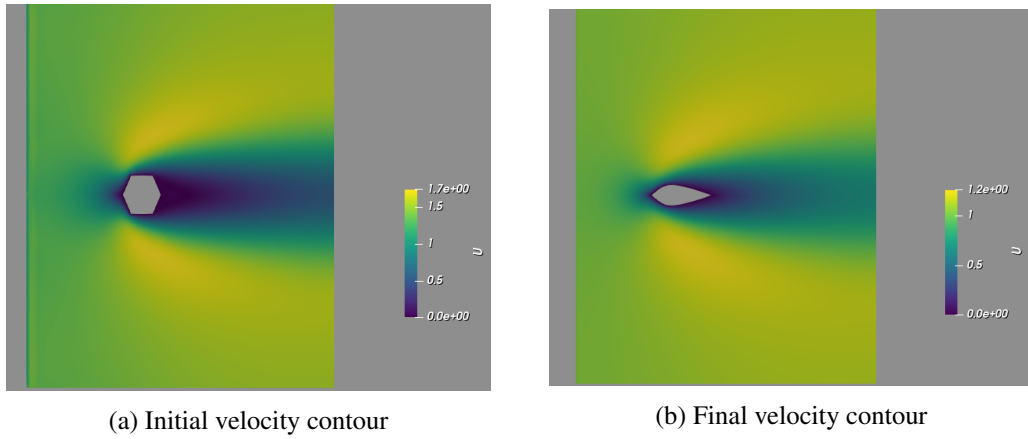 1.7e+00
1.5
1
0.5
0.0e+00
U
1.2e+00
1
0.5
0.0e+00
U
(a) Initial velocity contour
(b) Final velocity contour